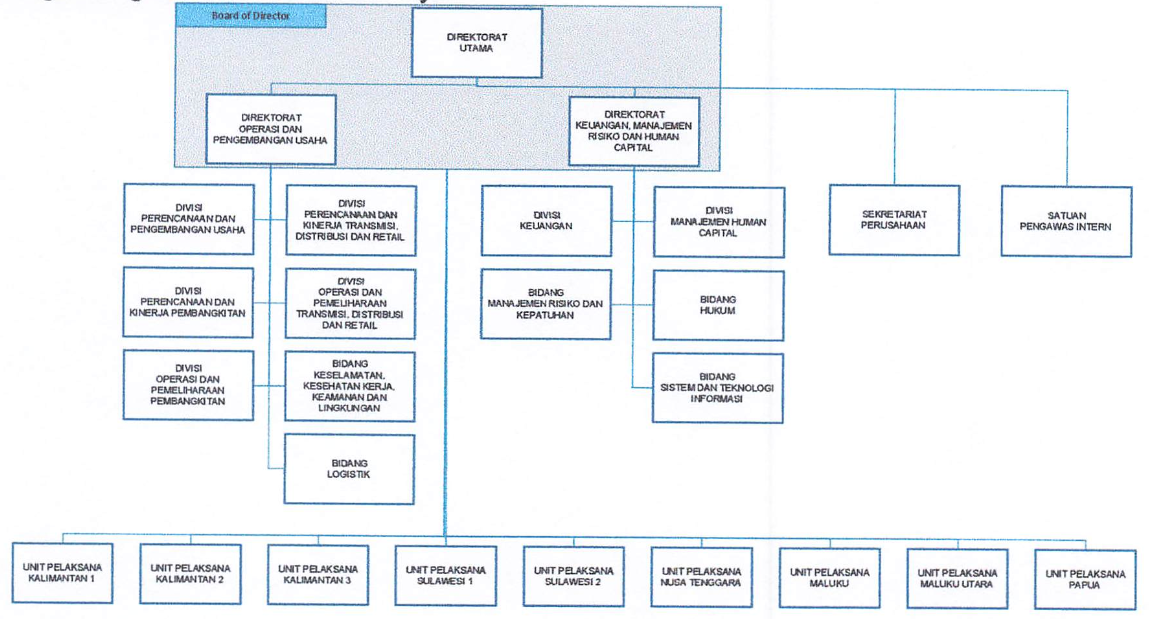 Board of Director
DIREKTORAT
UTAMA
DIREKTORAT
OPERASI DAN
PENGEMBANGAN USAHA
DIREKTORAT
KEUANGAN, MANAJEMEN
RISIKO DAN HUMAN
CAPITAL
DIVISI
PERENCANAAN DAN
PENGEMBANGAN USAHA
DIVISI
PERENCANAAN DAN
KINERJA TRANSMISI,
DISTRIBUSI DAN RETAIL
DIVISI
KEUANGAN
DIVISI
MANAJEMEN HUMAN
CAPITAL
SEKRETARIAT
PERUSAHAAN
SATUAN
PENGAWAS INTERN
DIVISI
PERENCANAAN DAN
KINERJA PEMBANGKITAN
DIVISI
OPERASI DAN
PEMELIHARAAN
TRANSMISI, DISTRIBUSI
DAN RETAIL
BIDANG
MANAJEMEN RISIKO DAN
KEPATUHAN
BIDANG
HUKUM
DIVISI
OPERASI DAN
PEMELIHARAAN
PEMBANGKITAN
BIDANG
KESELAMATAN,
KESEHATAN KERJA,
KEAMANAN DAN
LINGKUNGAN
BIDANG
SISTEM DAN TEKNOLOGI
INFORMASI
BIDANG
LOGISTIK
UNIT PELAKSANA
KALIMANTAN 1
UNIT PELAKSANA
KALIMANTAN 2
UNIT PELAKSANA
KALIMANTAN 3
UNIT PELAKSANA
SULAWESI 1
UNIT PELAKSANA
SULAWESI 2
UNIT PELAKSANA
NUSA TENGGARA
UNIT PELAKSANA
MALUKU
UNIT PELAKSANA
MALUKU UTARA
UNIT PELAKSANA
PAPUA